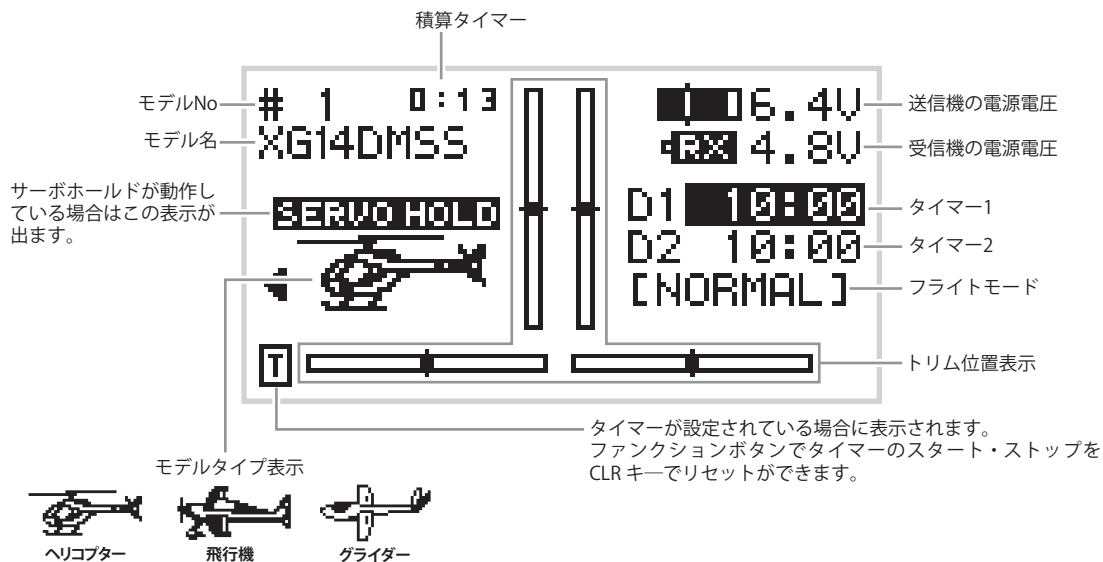 積算タイマー
モデルNo
# 1 0:13
6.4V
送信機の電源電圧
モデル名
XG14DMSS
RX 4.8V
受信機の電源電圧
サーボホールドが動作し
ている場合はこの表示が
出ます。
SERVO HOLD
D1 10:00
タイマー1
D2 10:00
タイマー2
[NORMAL]
フライトモード
T
トリム位置表示
タイマーが設定されている場合に表示されます。
ファンクションボタンでタイマーのスタート・ストップを
CLR キ―でリセットができます。
モデルタイプ表示
ヘリコプター
飛行機
グライダー